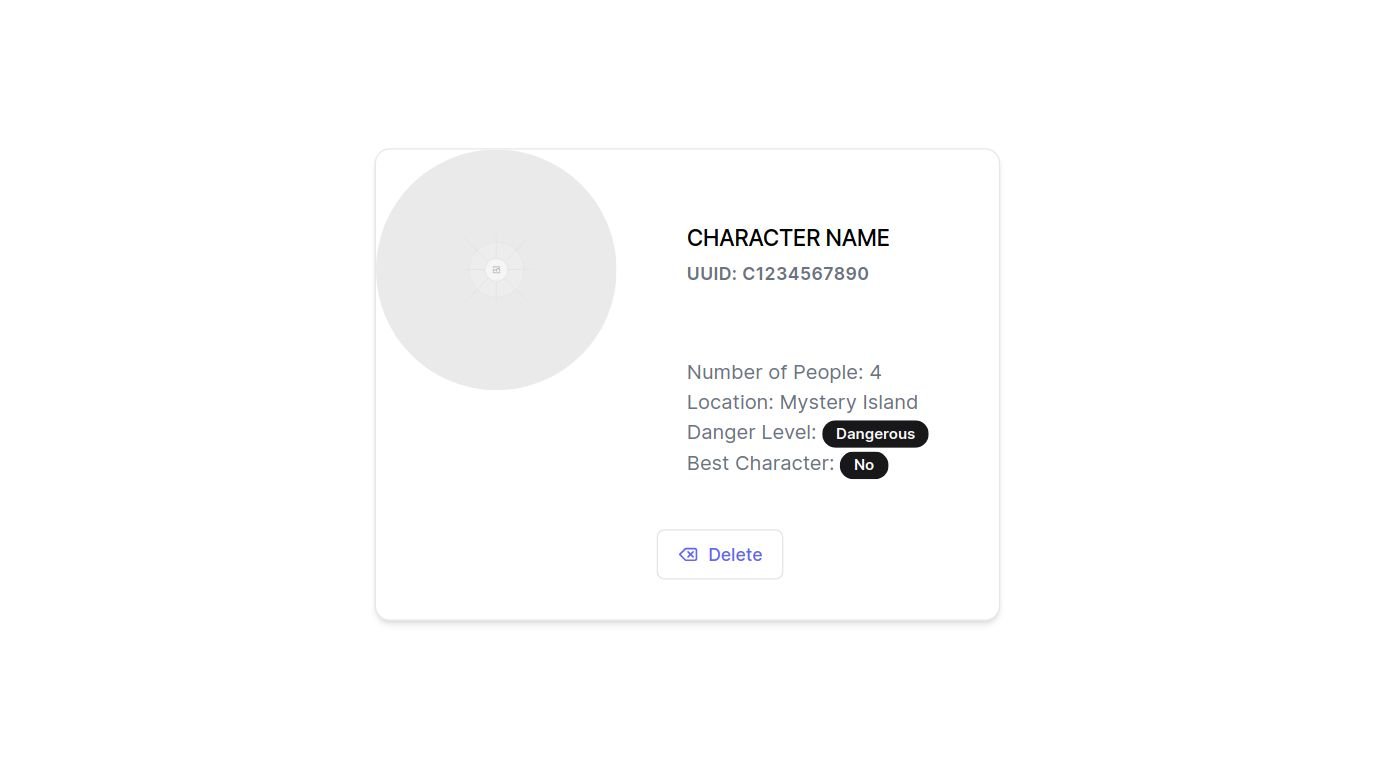 CHARACTER NAME
UUID: C1234567890
Number of People: 4
Location: Mystery Island
Danger Level: Dangerous
Best Character: No
Delete